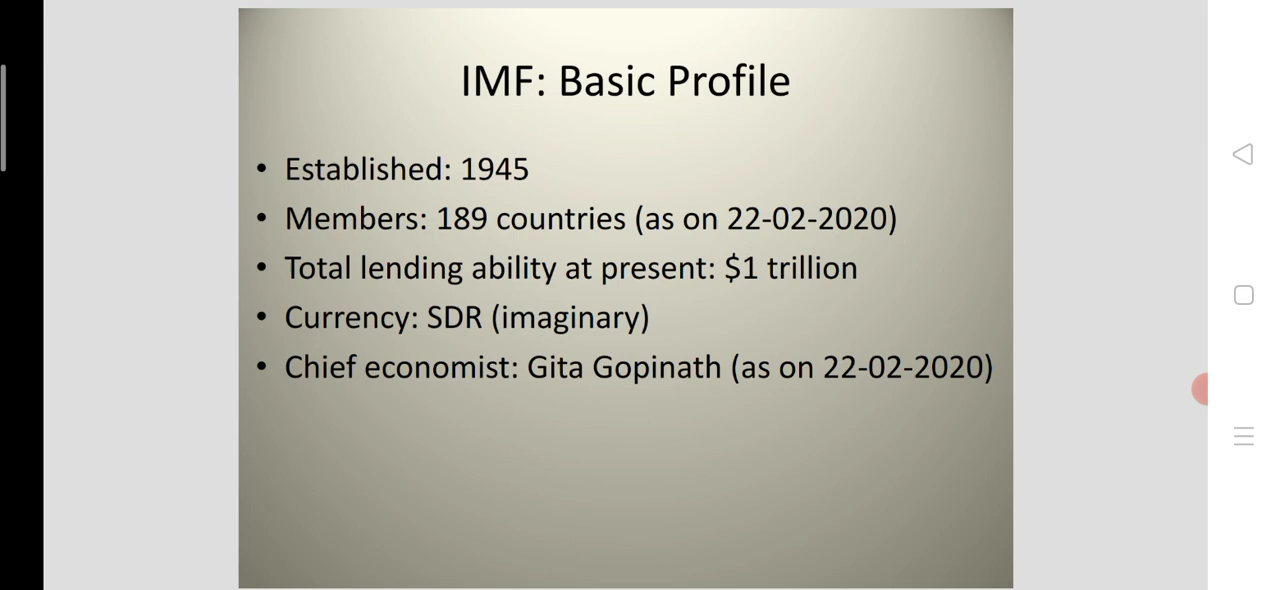 IMF: Basic Profile
• Established: 1945
• Members: 189 countries (as on 22-02-2020)
• Total lending ability at present: $1 trillion
• Currency: SDR (imaginary)
• Chief economist: Gita Gopinath (as on 22-02-2020)